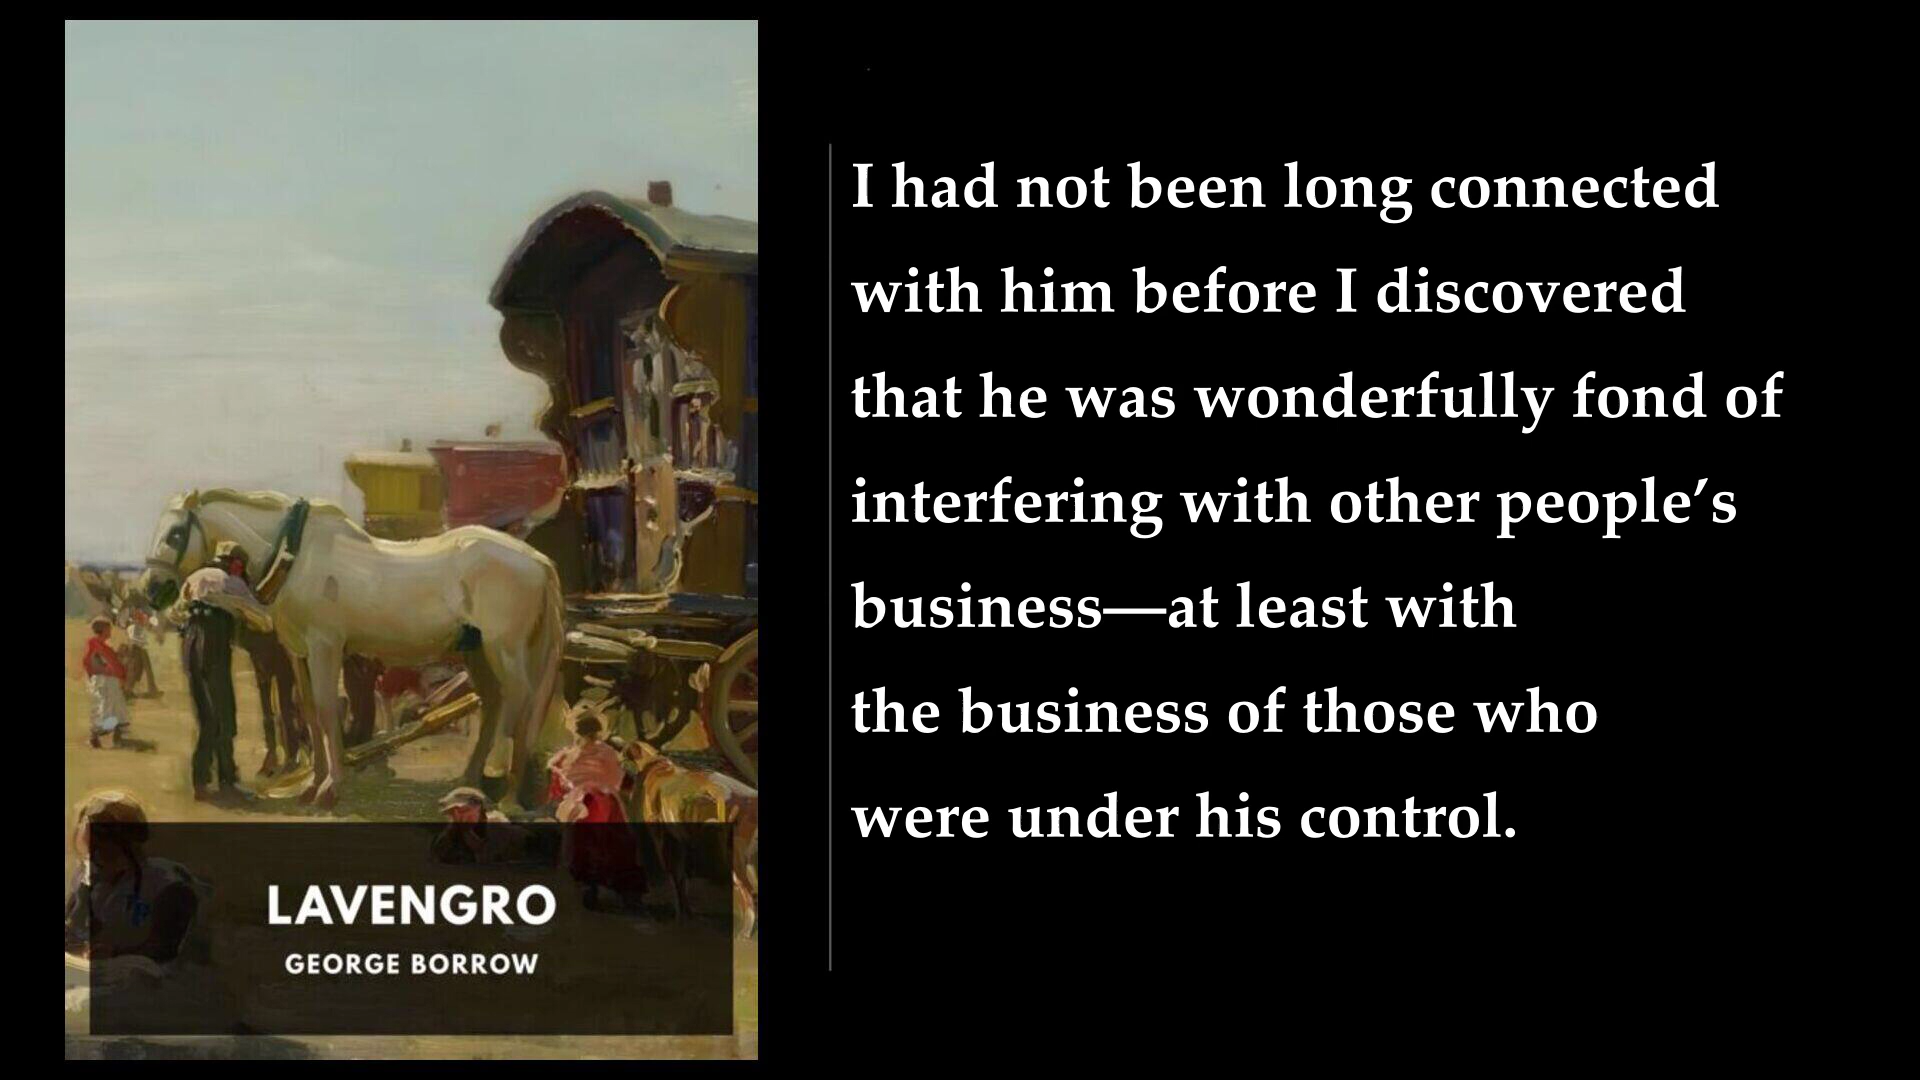 LAVENGRO
GEORGE BORROW
I had not been long connected
with him before I discovered
that he was wonderfully fond of
interfering with other people’s
business—at least with
the business of those who
were under his control.